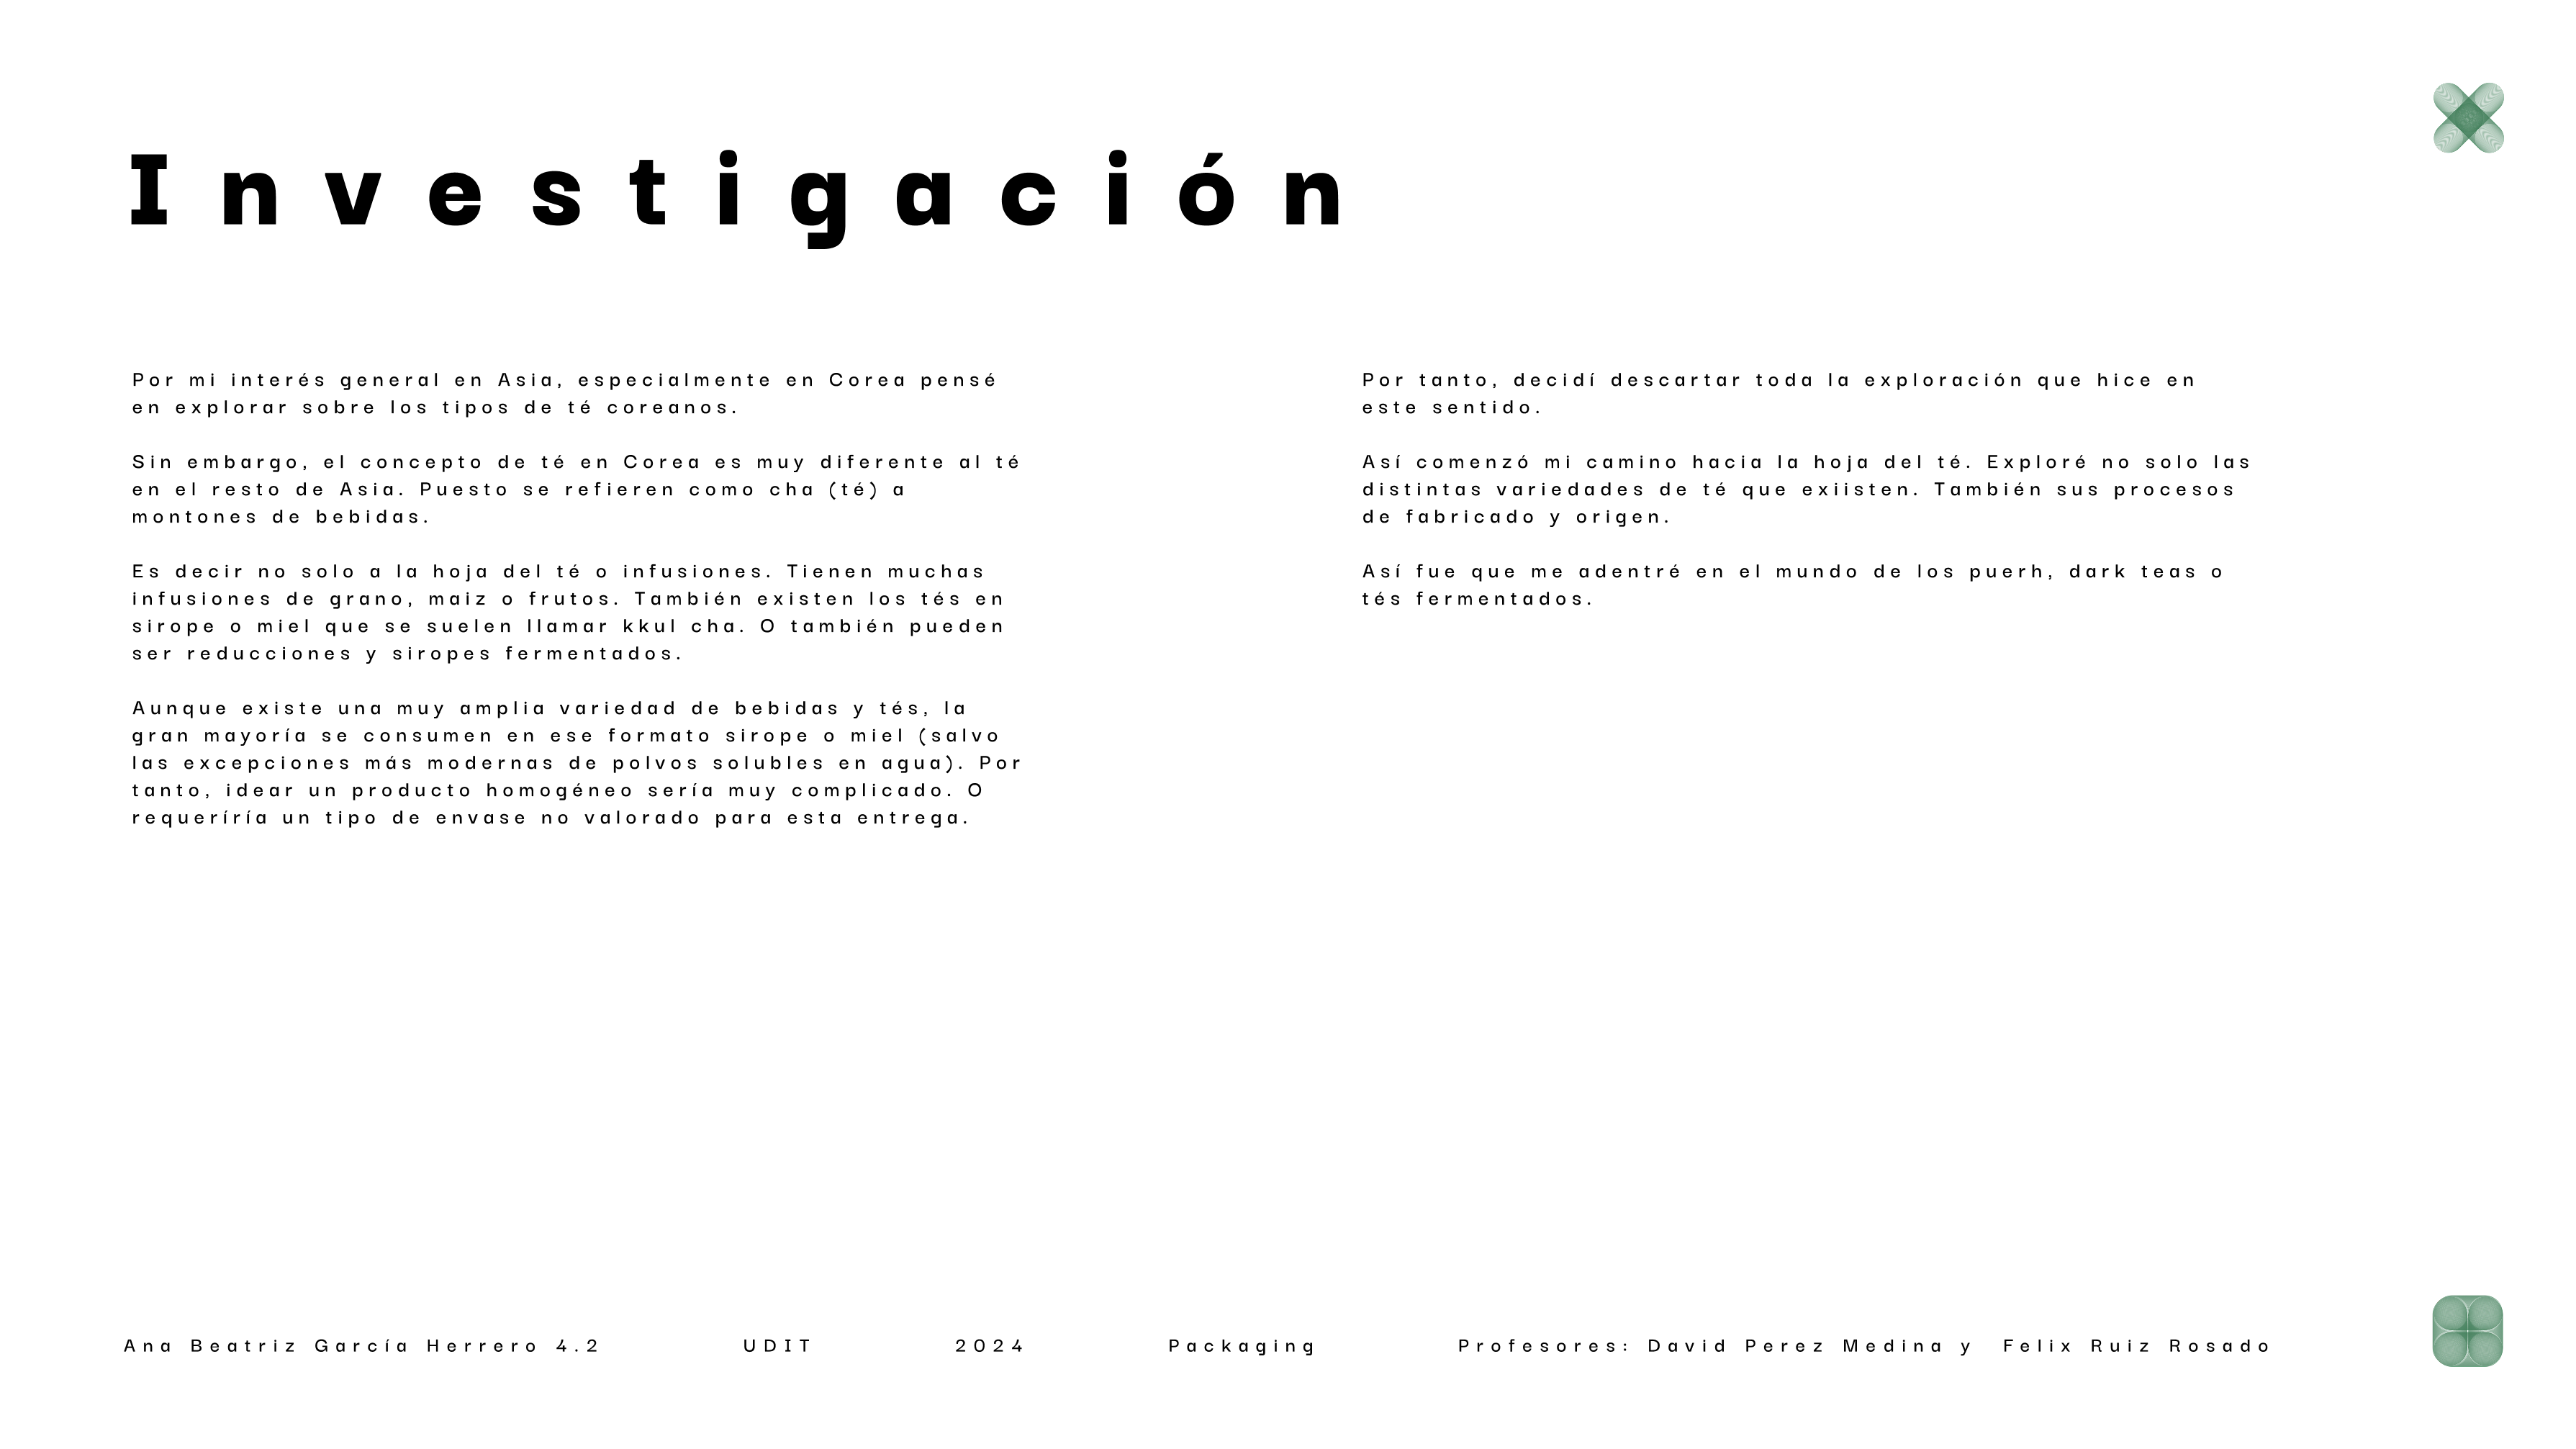 Investigación
Por mi interés general en Asia, especialmente en Corea pensé
en explorar sobre los tipos de té coreanos.
Sin embargo, el concepto de té en Corea es muy diferente al té
en el resto de Asia. Puesto se refieren como cha (té) a
montones de bebidas.
Es decir no solo a la hoja del té o infusiones. Tienen muchas
infusiones de grano, maiz o frutos. También existen los tés en
sirope o miel que se suelen llamar kkul cha. O también pueden
ser reducciones y siropes fermentados.
Aunque existe una muy amplia variedad de bebidas y tés, la
gran mayoría se consumen en ese formato sirope o miel (salvo
las excepciones más modernas de polvos solubles en agua). Por
tanto, idear un producto homogéneo sería muy complicado. O
requeríría un tipo de envase no valorado para esta entrega.
Por tanto, decidí descartar toda la exploración que hice en
este sentido.
Así comenzó mi camino hacia la hoja del té. Exploré no solo las
distintas variedades de té que exiisten. También sus procesos
de fabricado y origen.
Así fue que me adentré en el mundo de los puerh, dark teas o
tés fermentados.
Ana Beatriz García Herrero 4.2 UDIT 2024 Packaging Profesores: David Perez Medina y Felix Ruiz Rosado